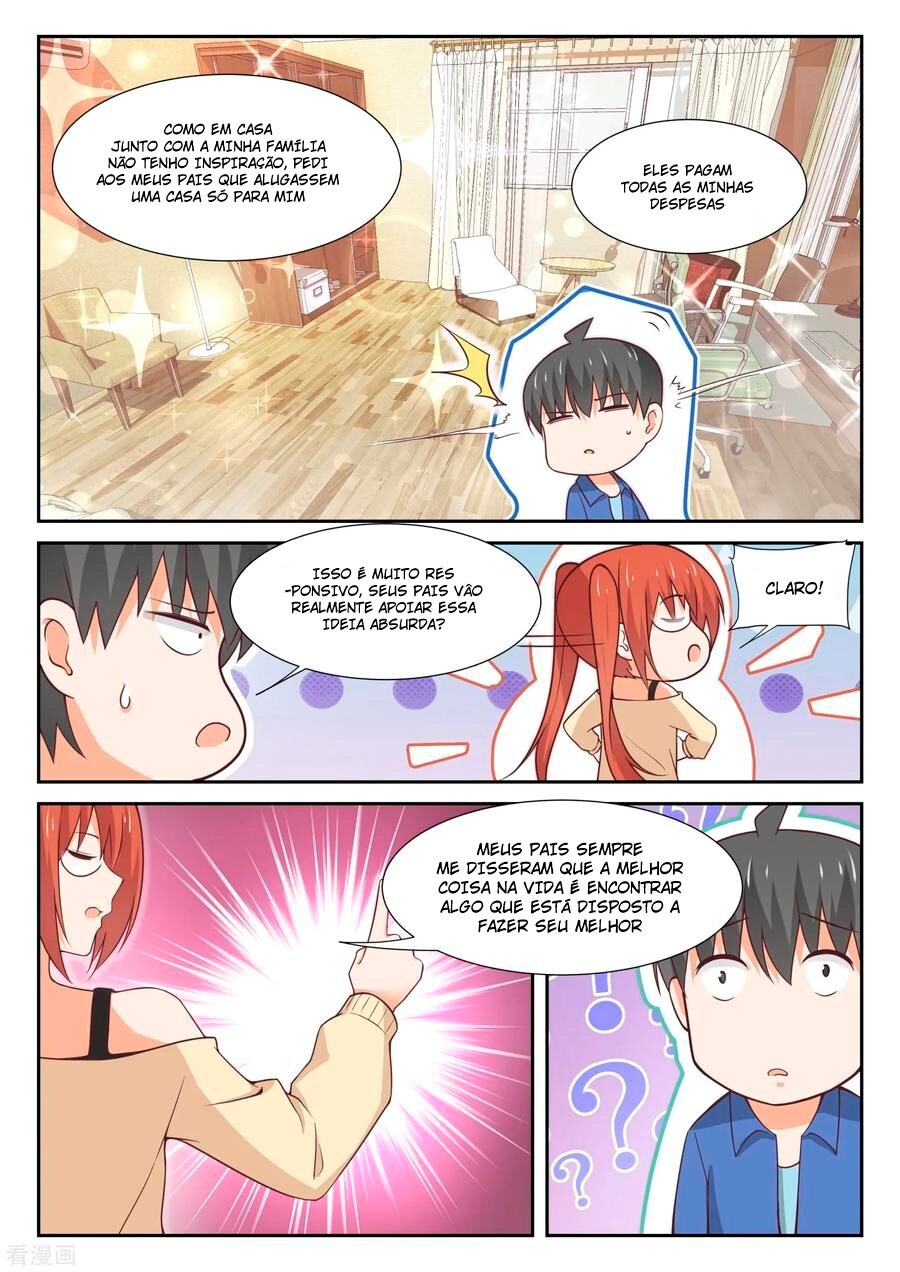 COMO EM CASA
JUNTO COM A MINHA FAMÍLIA
NÃO TENHO INSPIRAÇÃO, PEDI
AOS MEUS PAIS QUE ALUGASSEM
UMA CASA SÓ PARA MIM
ELES PAGAM
TODAS AS MINHAS
DESPESAS
ISSO É MUITO RES
-PONSIVO, SEUS PAIS VÃO
REALMENTE APOIAR ESSA
IDEIA ABSURDA?
CLARO!
MEUS PAIS SEMPRE
ME DISSERAM QUE A MELHOR
COISA NA VIDA É ENCONTRAR
ALGO QUE ESTÁ DISPOSTO A
FAZER SEU MELHOR
? ? ?
看漫画